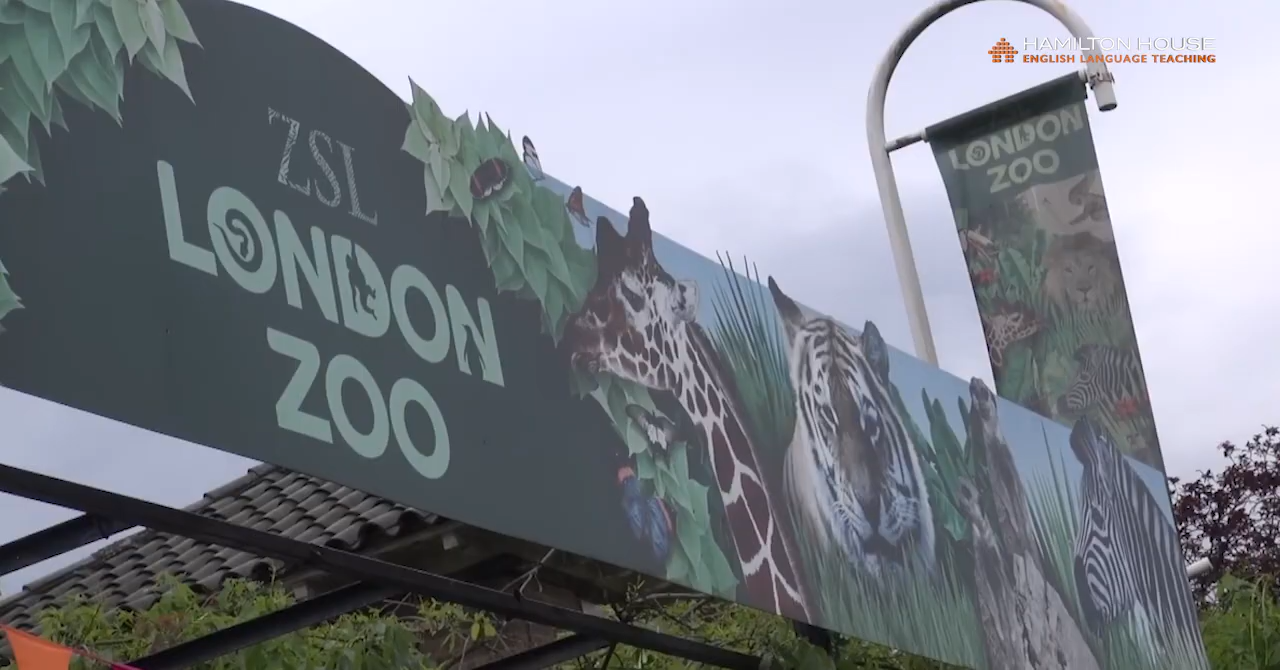 ZSL
LONDON
ZOO
LONDON
ZOO
HAMILTON HOUSE
ENGLISH LANGUAGE TEACHING